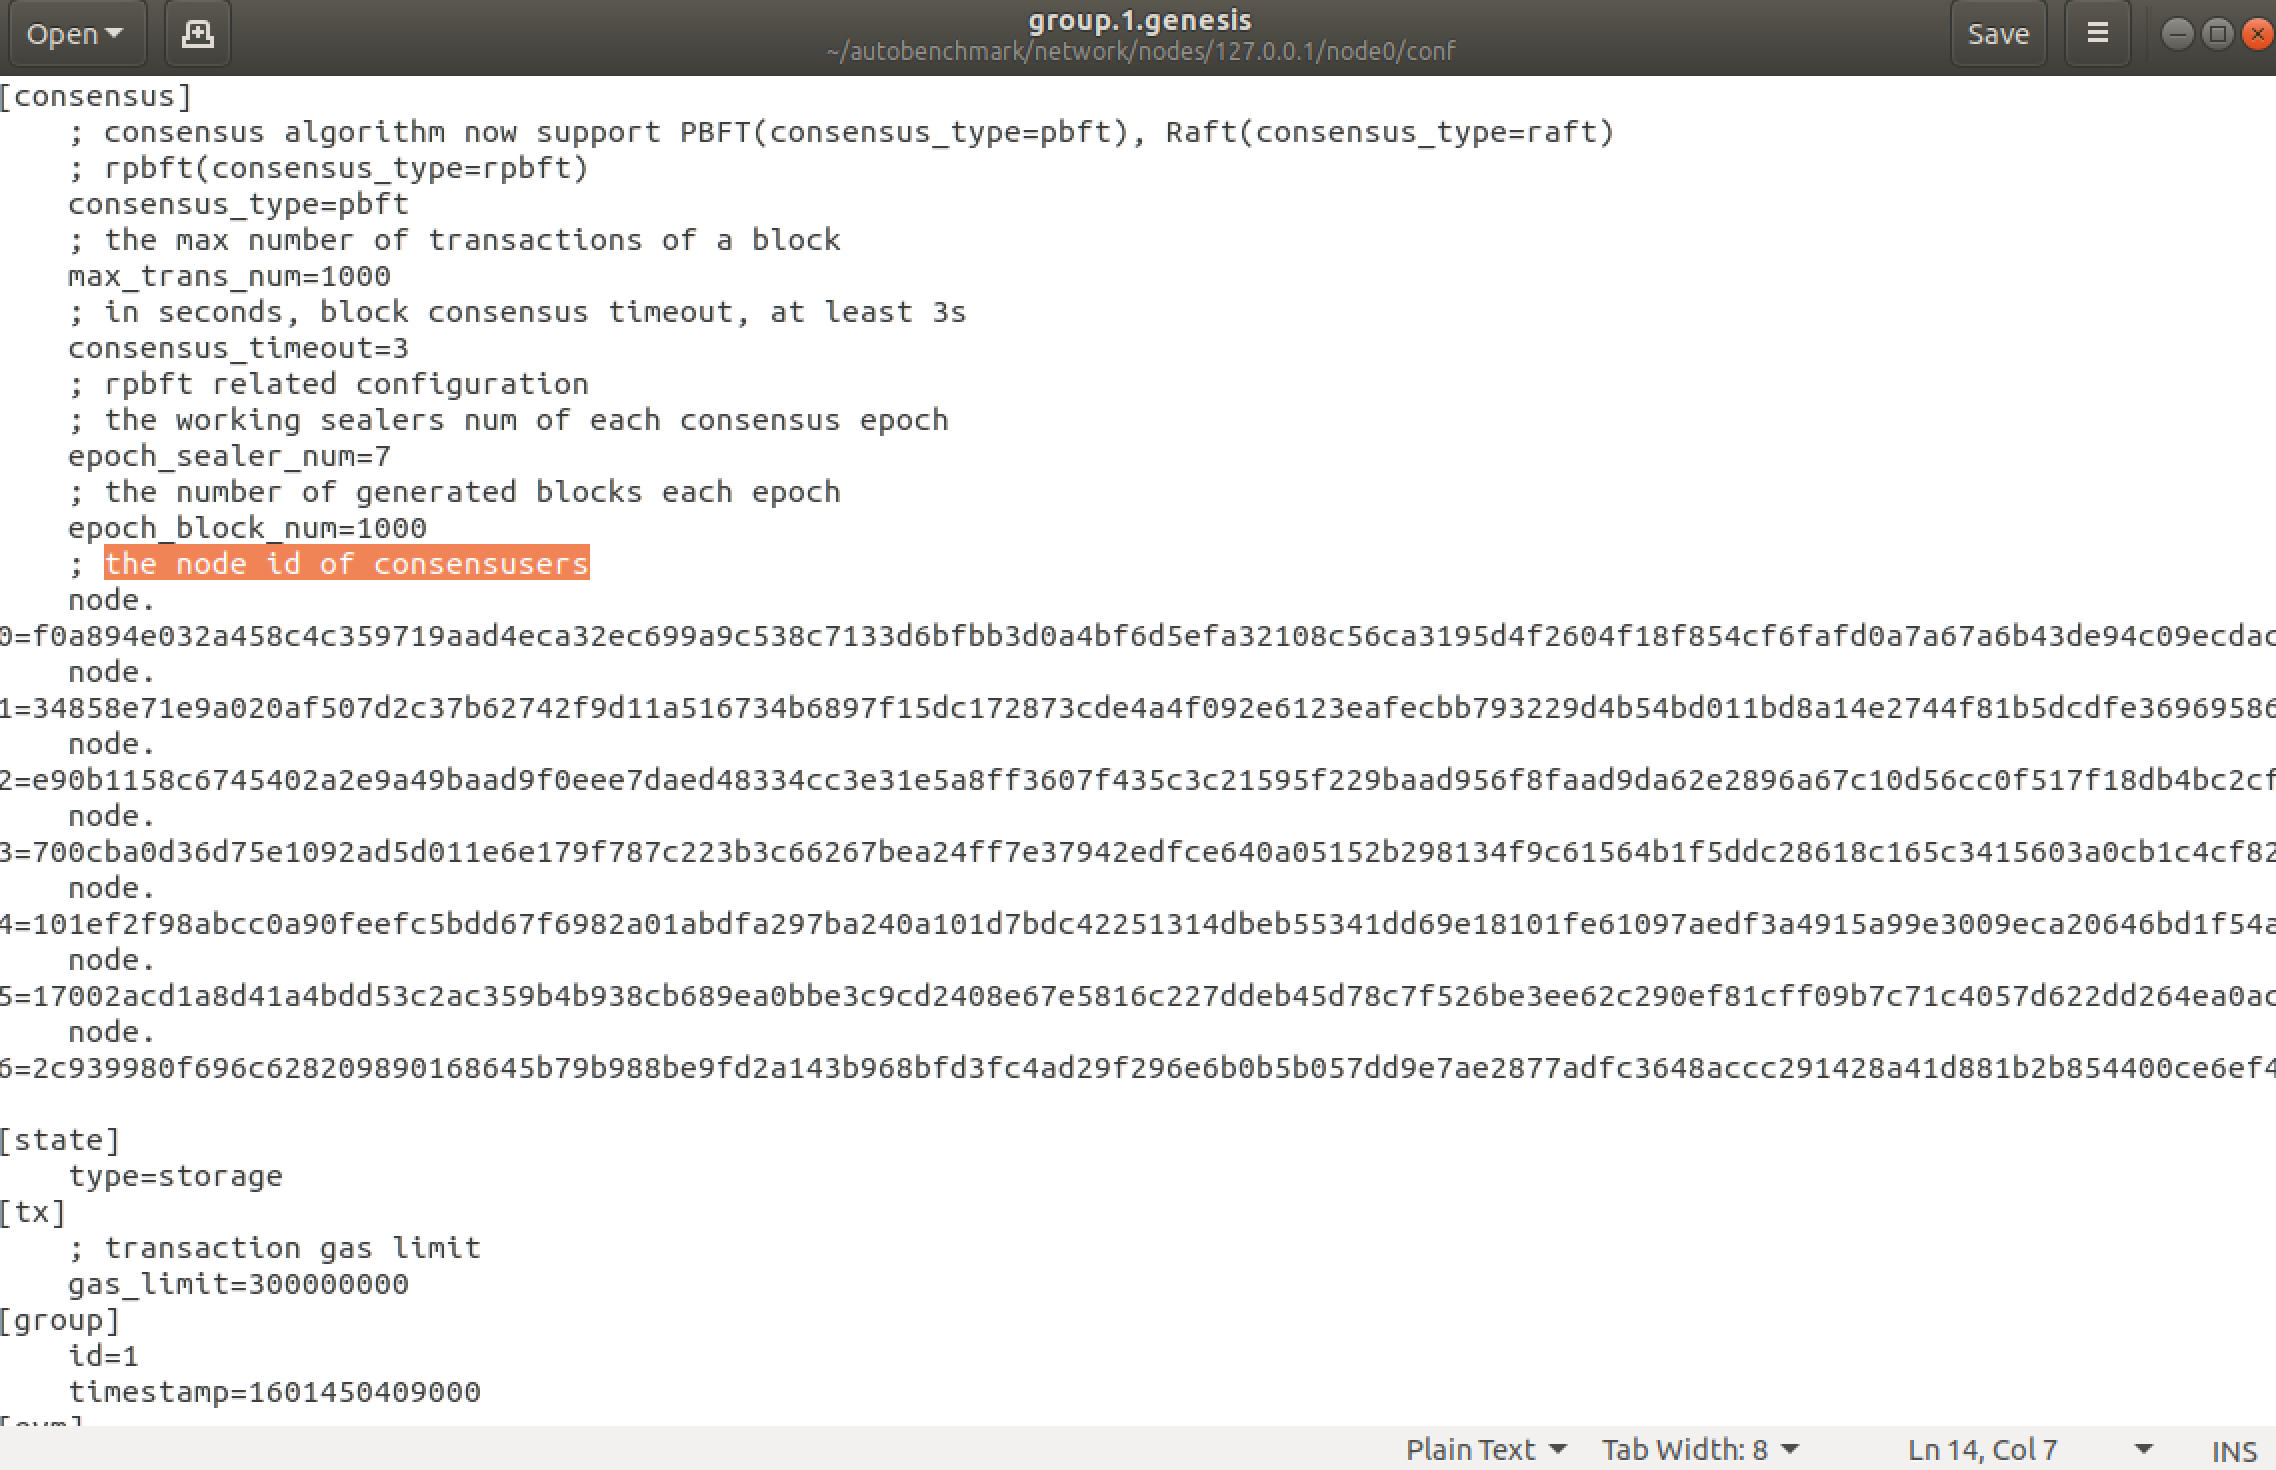 Open
group.1.genesis
~/autobenchmark/network/nodes/127.0.0.1/node0/conf
Save
[consensus]
; consensus algorithm now support PBFT(consensus_type=pbft), Raft(consensus_type=raft)
; rpbft(consensus_type=rpbft)
consensus_type=pbft
; the max number of transactions of a block
max_trans_num=1000
; in seconds, block consensus timeout, at least 3s
consensus_timeout=3
; rpbft related configuration
; the working sealers num of each consensus epoch
epoch_sealer_num=7
; the number of generated blocks each epoch
epoch_block_num=1000
; the node id of consensusers
node.
0=f0a894e032a458c4c359719aad4eca32ec699a9c538c7133d6bfbb3d0a4bf6d5efa32108c56ca3195d4f2604f18f854cf6fafd0a7a67a6b43de94c09ecdac
node.
1=34858e71e9a020af507d2c37b62742f9d11a516734b6897f15dc172873cde4a4f092e6123eafecbb793229d4b54bd011bd8a14e2744f81b5dcdfe36969586
node.
2=e90b1158c6745402a2e9a49baad9f0eee7daed48334cc3e31e5a8ff3607f435c3c21595f229baad956f8faad9da62e2896a67c10d56cc0f517f18db4bc2cf
node.
3=700cba0d36d75e1092ad5d011e6e179f787c223b3c66267bea24ff7e37942edfce640a05152b298134f9c61564b1f5ddc28618c165c3415603a0cb1c4cf82
node.
4=101ef2f98abcc0a90feefc5bdd67f6982a01abdfa297ba240a101d7bdc42251314dbeb55341dd69e18101fe61097aedf3a4915a99e3009eca20646bd1f54a
node.
5=17002acd1a8d41a4bdd53c2ac359b4b938cb689ea0bbe3c9cd2408e67e5816c227ddeb45d78c7f526be3ee62c290ef81cff09b7c71c4057d622dd264ea0ac
node.
6=2c939980f696c628209890168645b79b988be9fd2a143b968bfd3fc4ad29f296e6b0b5b057dd9e7ae2877adfc3648accc291428a41d881b2b854400ce6ef4
[state]
type=storage
[tx]
; transaction gas limit
gas_limit=300000000
[group]
id=1
timestamp=1601450409000
[evm]
Plain Text
Tab Width: 8
Ln 14, Col 7
INS